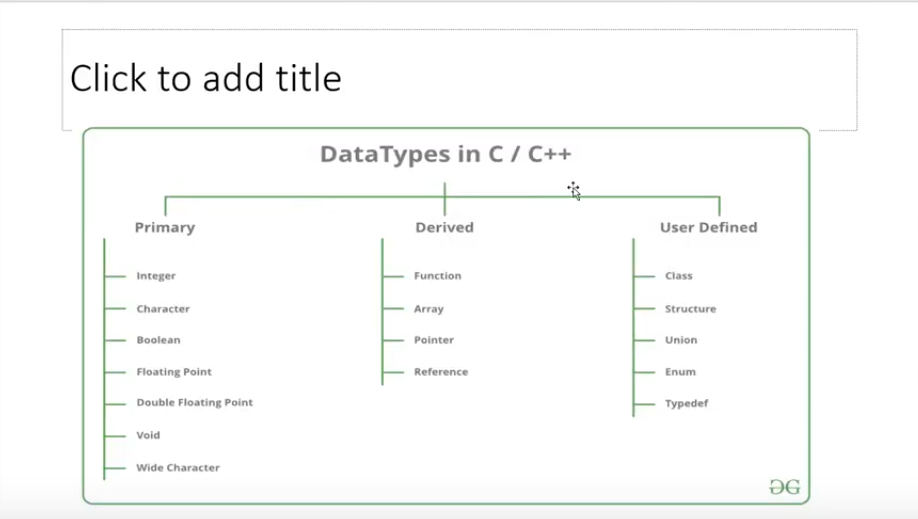 Click to add title
DataTypes in C / C++
Primary
Integer
Character
Boolean
Floating Point
Double Floating Point
Void
Wide Character
Derived
Function
Array
Pointer
Reference
User Defined
Class
Structure
Union
Enum
Typedef